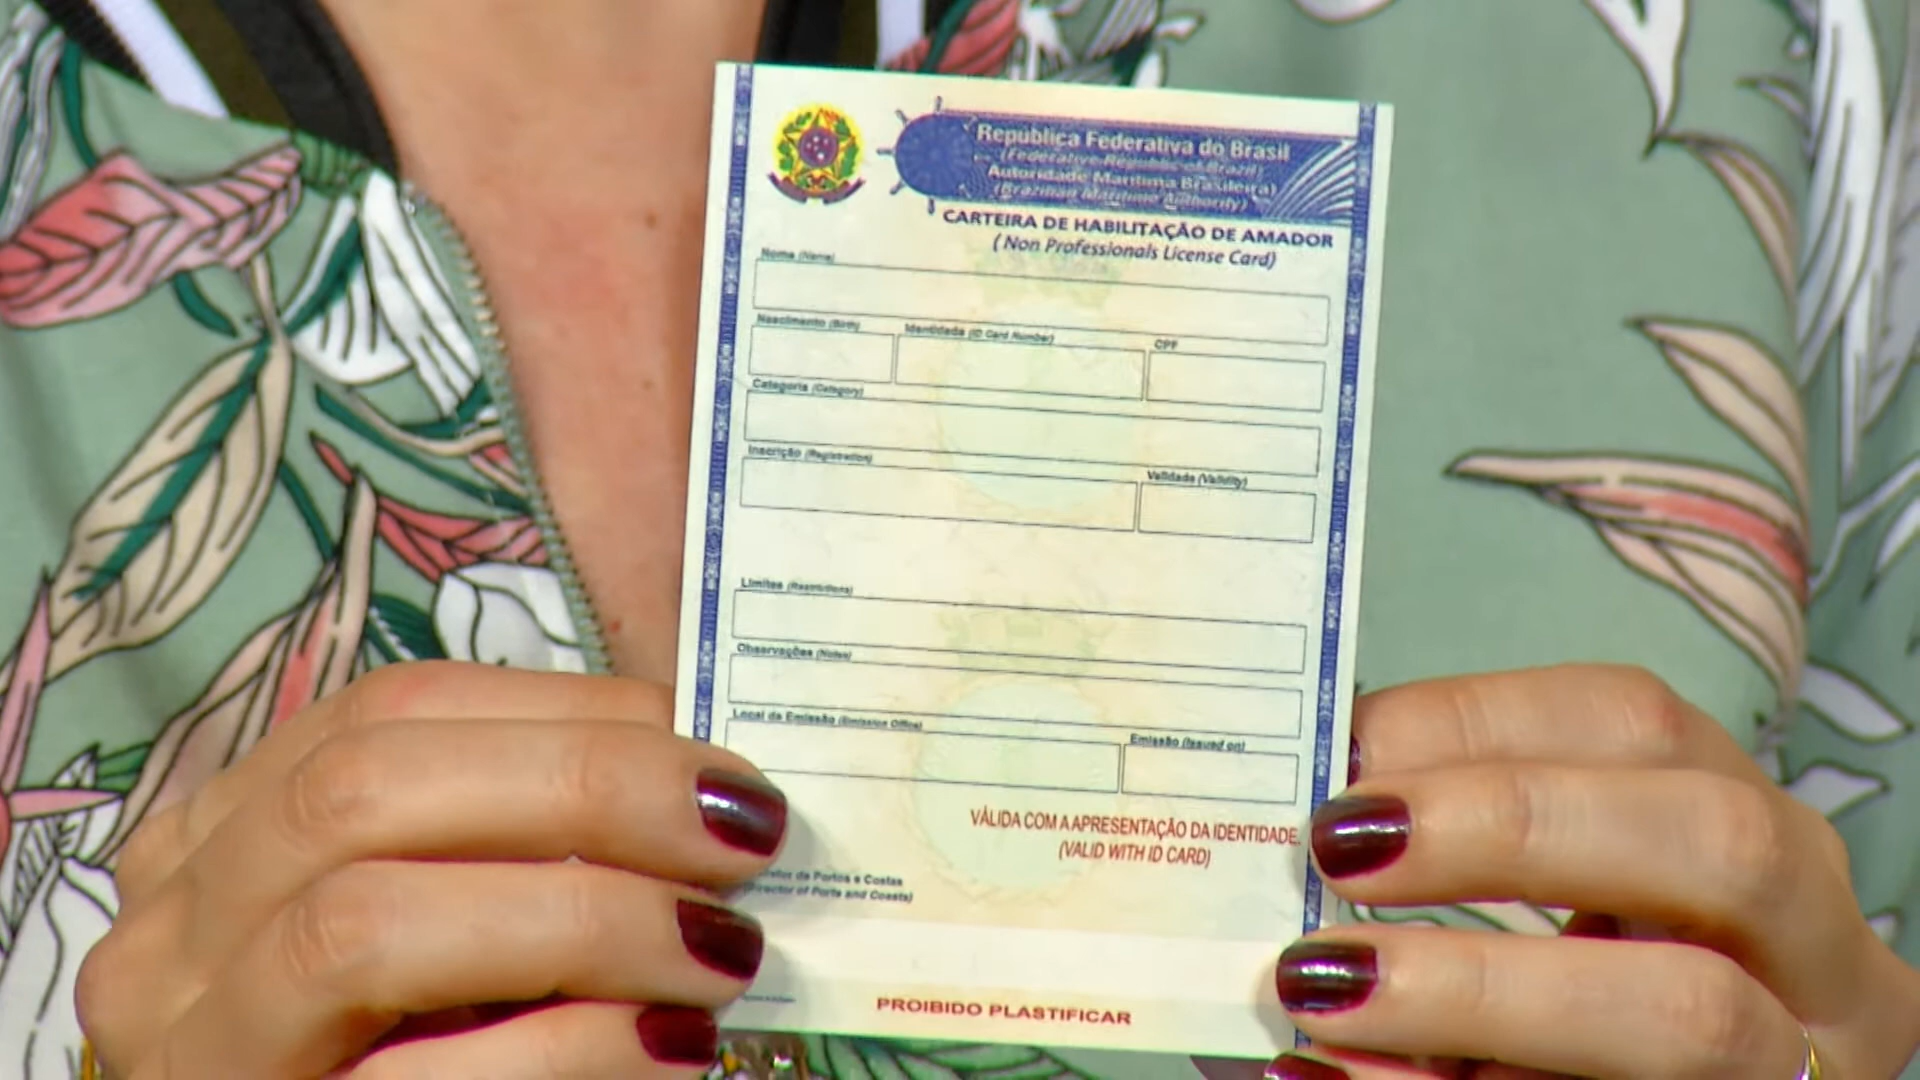 República Federativa do Brasil
(Federative Republic of Brazil)
Autoridade Marítima Brasileira)
(Brazilian Maritime Authority)
CARTEIRA DE HABILITAÇÃO DE AMADOR
( Non Professionals License Card)
Nome (Name)
Nascimento (Birth) Identidade (ID Card Number) CPF
Categoria (Category)
Inscrição (Registration) Validade (Validity)
Limites (Restrictions)
Observações (Notes)
Local de Emissão (Emission Office) Emissão (Issued on)
VÁLIDA COM A APRESENTAÇÃO DA IDENTIDADE.
(VALID WITH ID CARD)
de Portos e Costas
of Ports and Coasts)
PROIBIDO PLASTIFICAR